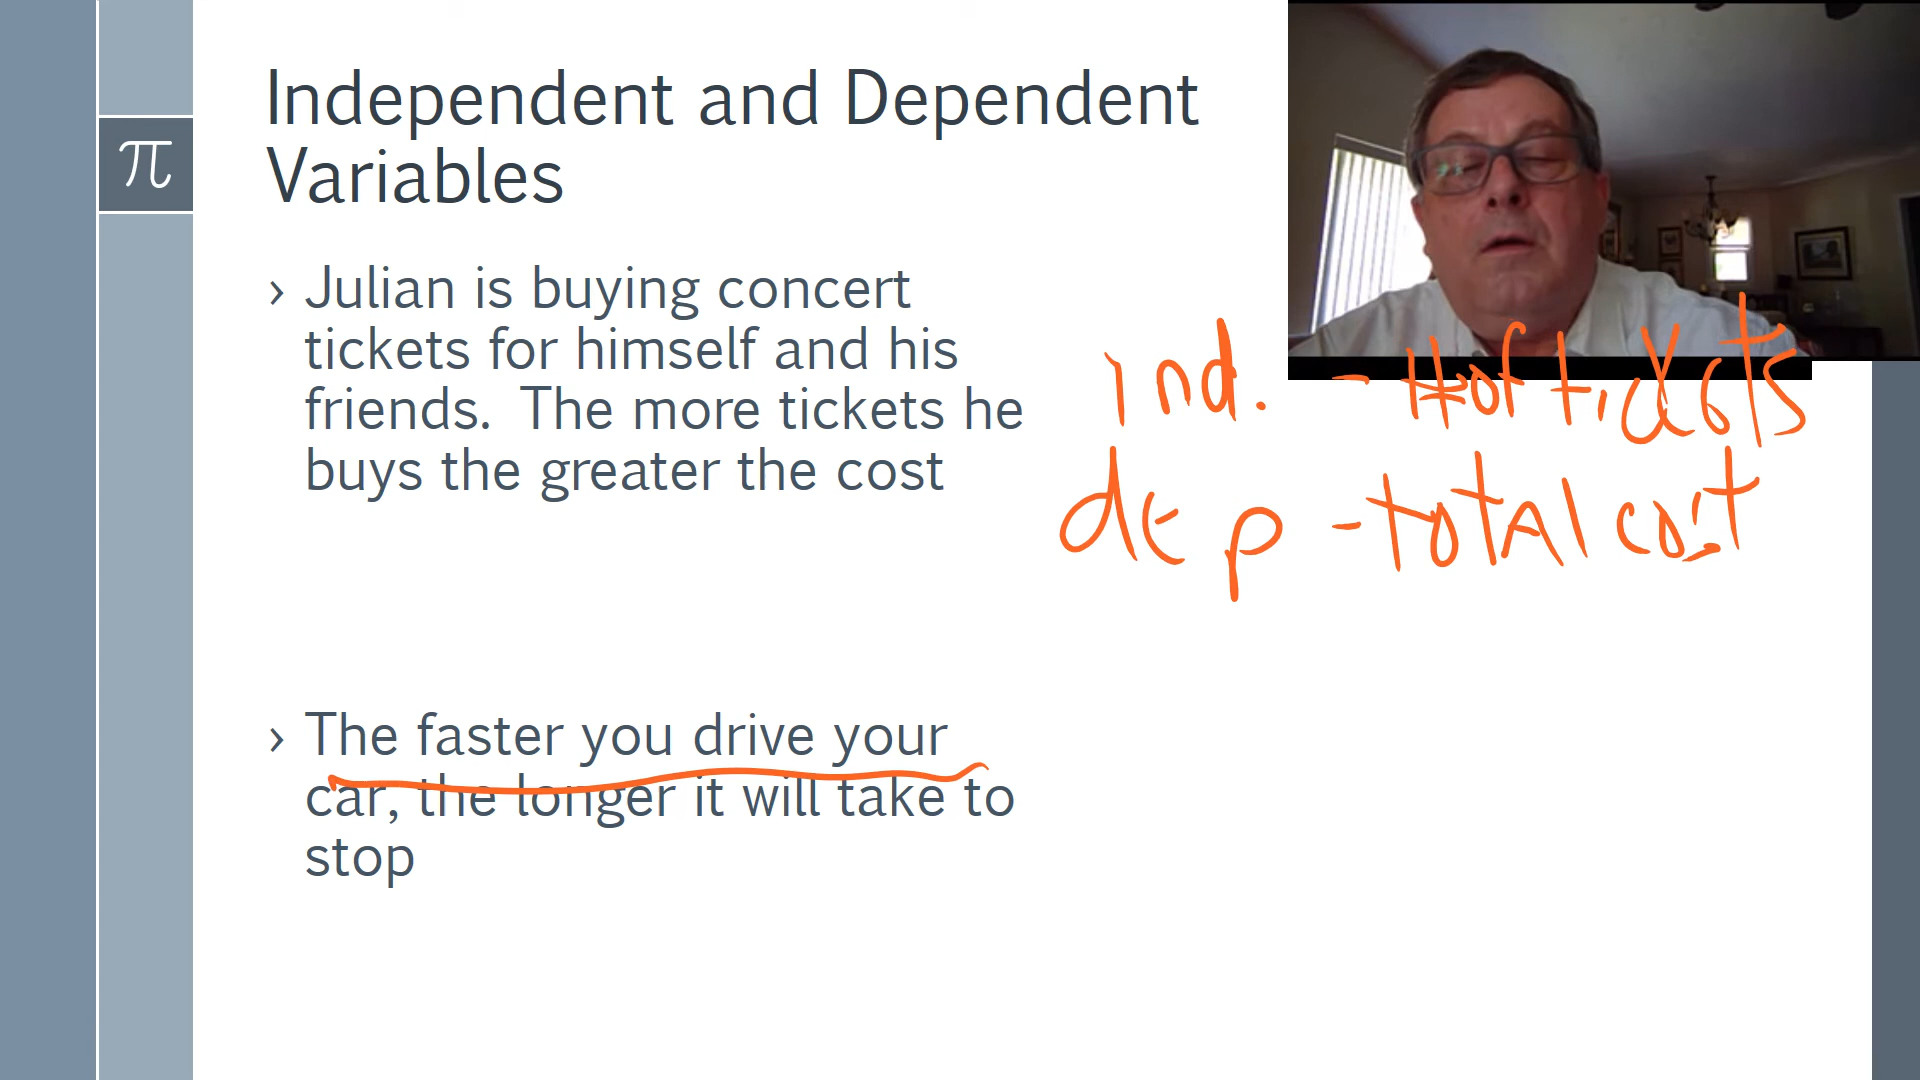 Independent and Dependent
Variables
π
› Julian is buying concert
tickets for himself and his
friends. The more tickets he
buys the greater the cost
ind. - # of tickets
dep - total cost
› The faster you drive your
car, the longer it will take to
stop